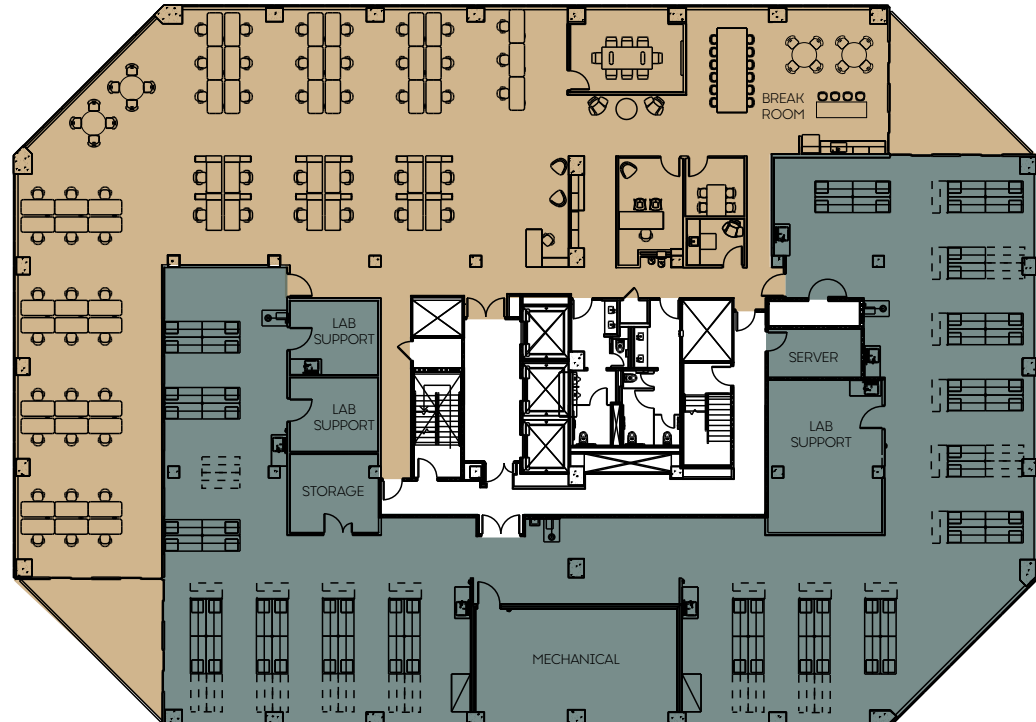 BREAK
ROOM
LAB
SUPPORT
SERVER
LAB
SUPPORT
LAB
SUPPORT
STORAGE
MECHANICAL